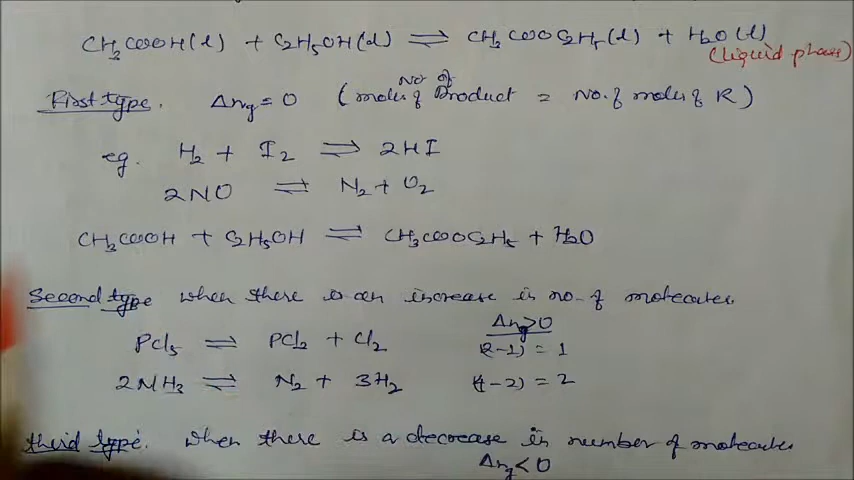 CH3COOH(l) + C2H5OH(l) ⇌ CH3COOC2H5(l) + H2O(l)
(liquid phase)
First type. Δng = 0 (No of moles of Product = No. of moles of R)
eg. H2 + I2 ⇌ 2HI
2NO ⇌ N2 + O2
CH3COOH + C2H5OH ⇌ CH3COOC2H5 + H2O
Second type when there is an increase is no. of molecules
Δng>0
PCl5 ⇌ PCl2 + Cl2 (2-1) = 1
2NH3 ⇌ N2 + 3H2 (4-2) = 2
third type. When there is a decrease in number of molecules
Δng<0